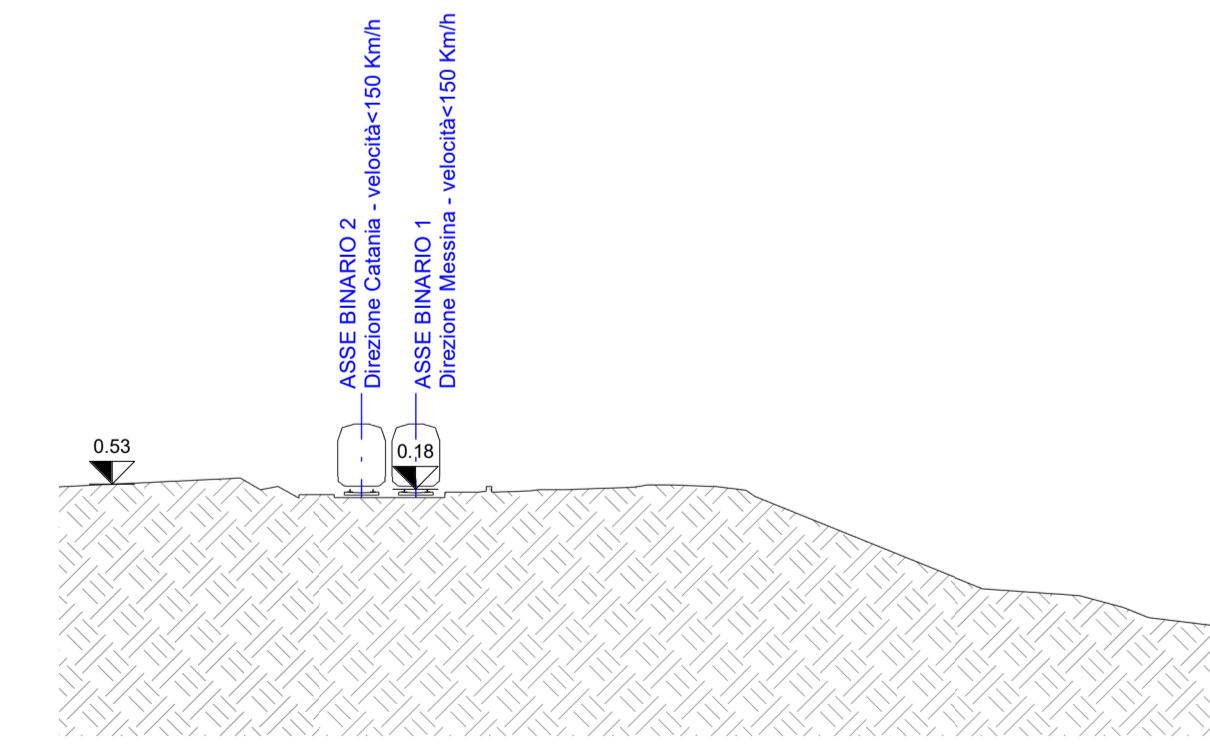 ASSE BINARIO 2
Direzione Catania - velocità<150 Km/h
ASSE BINARIO 1
Direzione Messina - velocità<150 Km/h
0.53
0.18